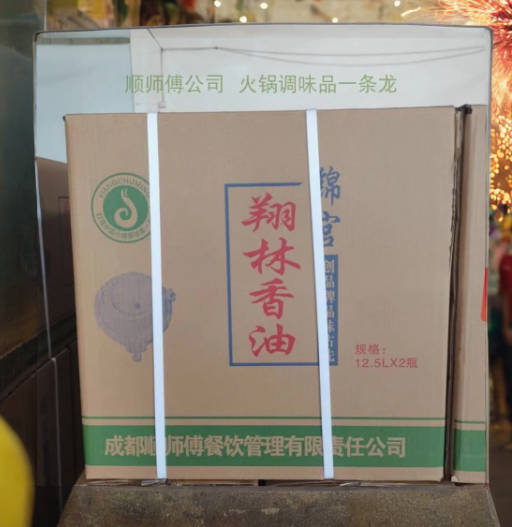 顺师傅公司 火锅调味品一条龙
锦宫
翔林香油
规格：
12.5LX2瓶
成都顺师傅餐饮管理有限责任公司